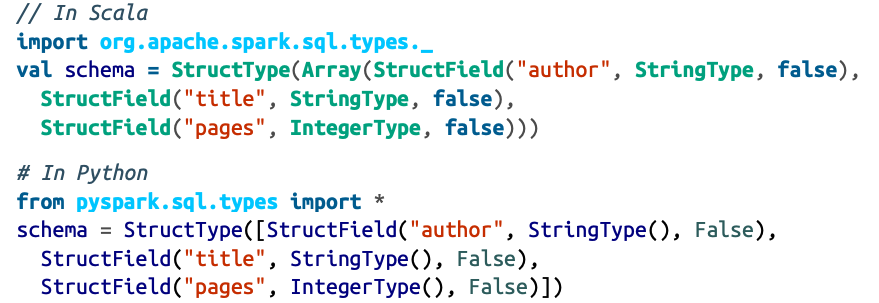 // In Scala
import org.apache.spark.sql.types._
val schema = StructType(Array(StructField("author", StringType, false),
  StructField("title", StringType, false),
  StructField("pages", IntegerType, false)))
# In Python
from pyspark.sql.types import *
schema = StructType([StructField("author", StringType(), False),
  StructField("title", StringType(), False),
  StructField("pages", IntegerType(), False)])